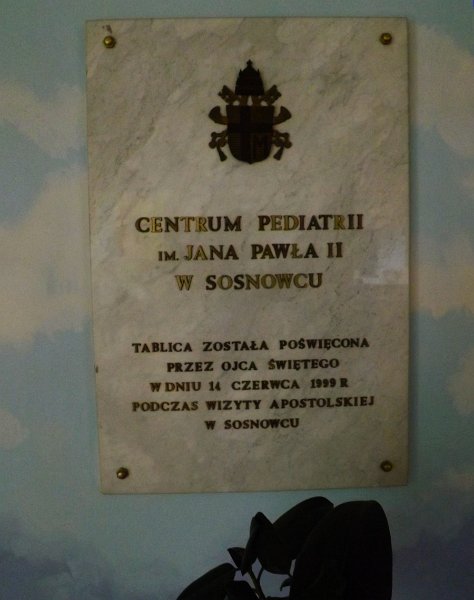 CENTRUM PEDIATRII
IM. JANA PAWŁA II
W SOSNOWCU
TABLICA ZOSTAŁA POŚWIĘCONA
PRZEZ OJCA ŚWIĘTEGO
W DNIU 14 CZERWCA 1999 R
PODCZAS WIZYTY APOSTOLSKIEJ
W SOSNOWCU